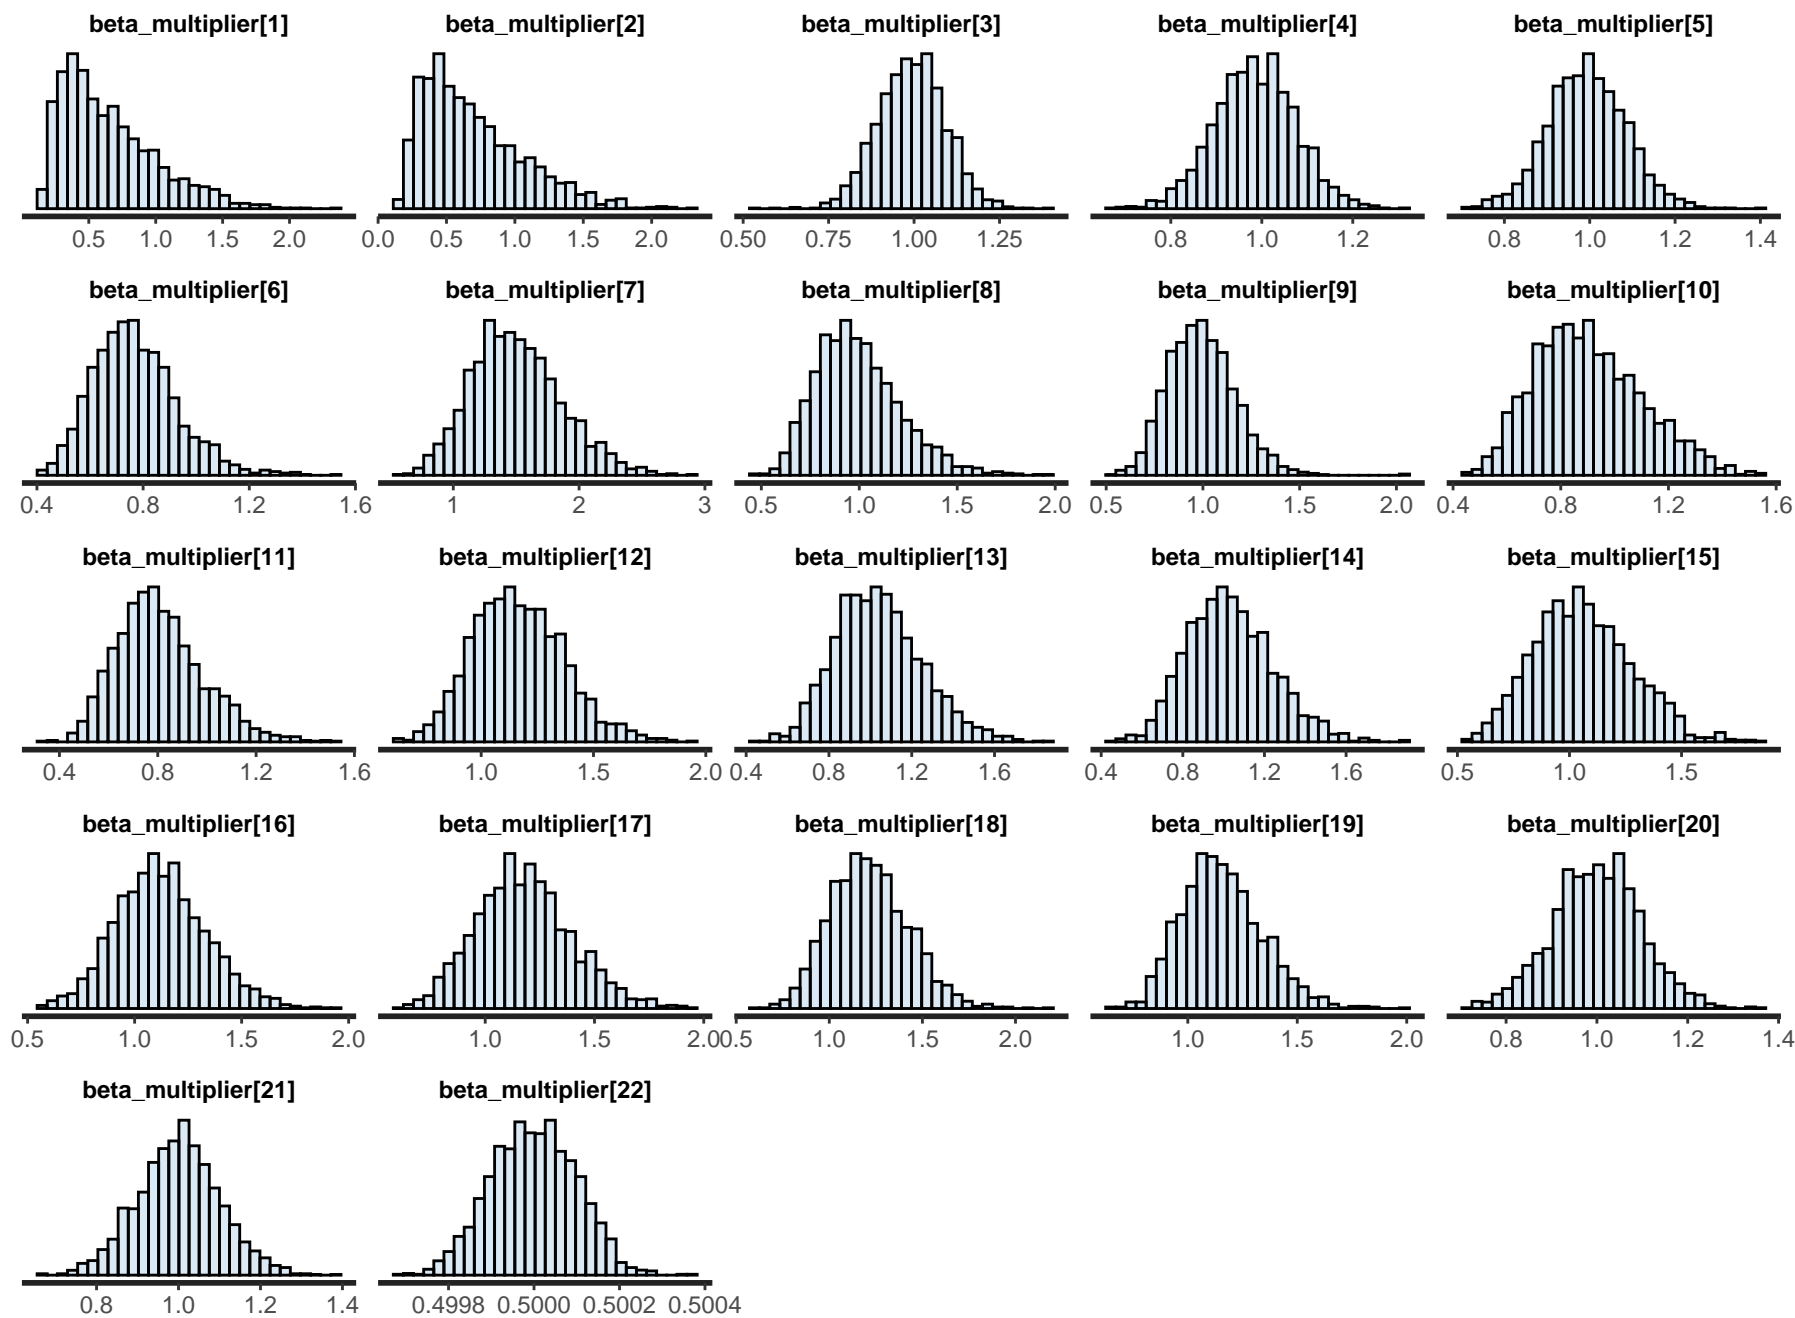 beta_multiplier[1] beta_multiplier[2] beta_multiplier[3] beta_multiplier[4] beta_multiplier[5]
0.5 1.0 1.5 2.0 0.0 0.5 1.0 1.5 2.0 0.50 0.75 1.00 1.25 0.8 1.0 1.2 0.8 1.0 1.2 1.4
beta_multiplier[6] beta_multiplier[7] beta_multiplier[8] beta_multiplier[9] beta_multiplier[10]
0.4 0.8 1.2 1.6 1 2 3 0.5 1.0 1.5 2.0 0.5 1.0 1.5 2.0 0.4 0.8 1.2 1.6
beta_multiplier[11] beta_multiplier[12] beta_multiplier[13] beta_multiplier[14] beta_multiplier[15]
0.4 0.8 1.2 1.6 1.0 1.5 2.0 0.4 0.8 1.2 1.6 0.4 0.8 1.2 1.6 0.5 1.0 1.5
beta_multiplier[16] beta_multiplier[17] beta_multiplier[18] beta_multiplier[19] beta_multiplier[20]
0.5 1.0 1.5 2.0 1.0 1.5 2.0 0.5 1.0 1.5 2.0 1.0 1.5 2.0 0.8 1.0 1.2 1.4
beta_multiplier[21] beta_multiplier[22]
0.8 1.0 1.2 1.4 0.4998 0.5000 0.5002 0.5004